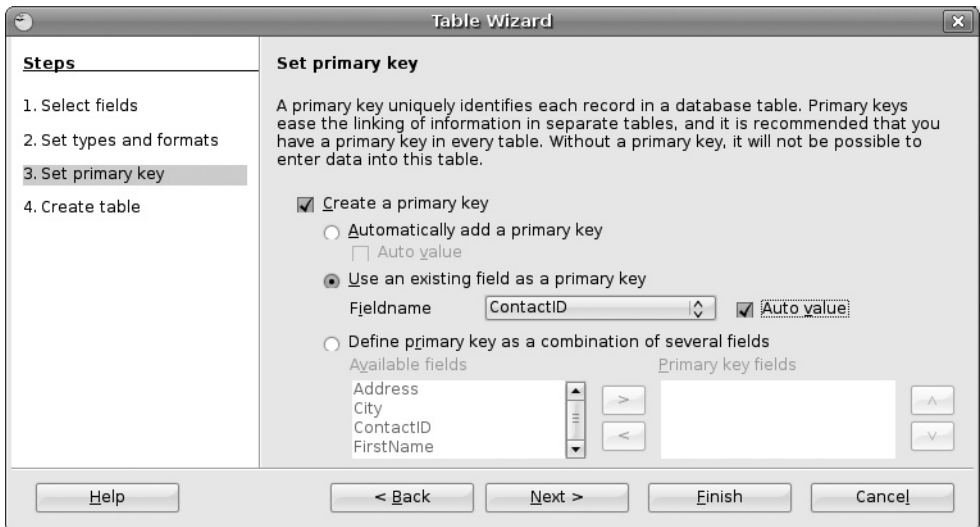 Table Wizard
Steps
1. Select fields
2. Set types and formats
3. Set primary key
4. Create table
Set primary key
A primary key uniquely identifies each record in a database table. Primary keys
ease the linking of information in separate tables, and it is recommended that you
have a primary key in every table. Without a primary key, it will not be possible to
enter data into this table.
Create a primary key
Automatically add a primary key
Auto value
Use an existing field as a primary key
Fieldname ContactID Auto value
Define primary key as a combination of several fields
Available fields Primary key fields
Address
City
ContactID
FirstName
> 
<
^
v
Help < Back Next > Finish Cancel